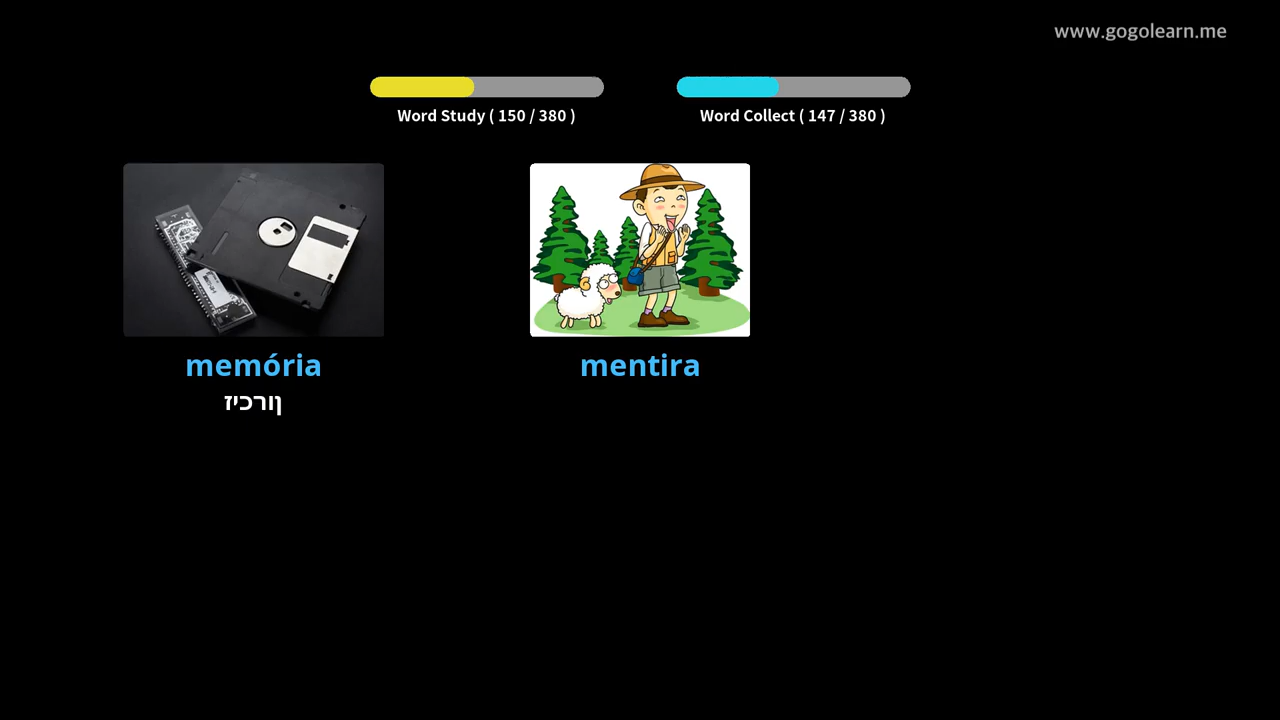 www.gogolearn.me
Word Study ( 150 / 380 )
Word Collect ( 147 / 380 )
memória
mentira
זיכרון